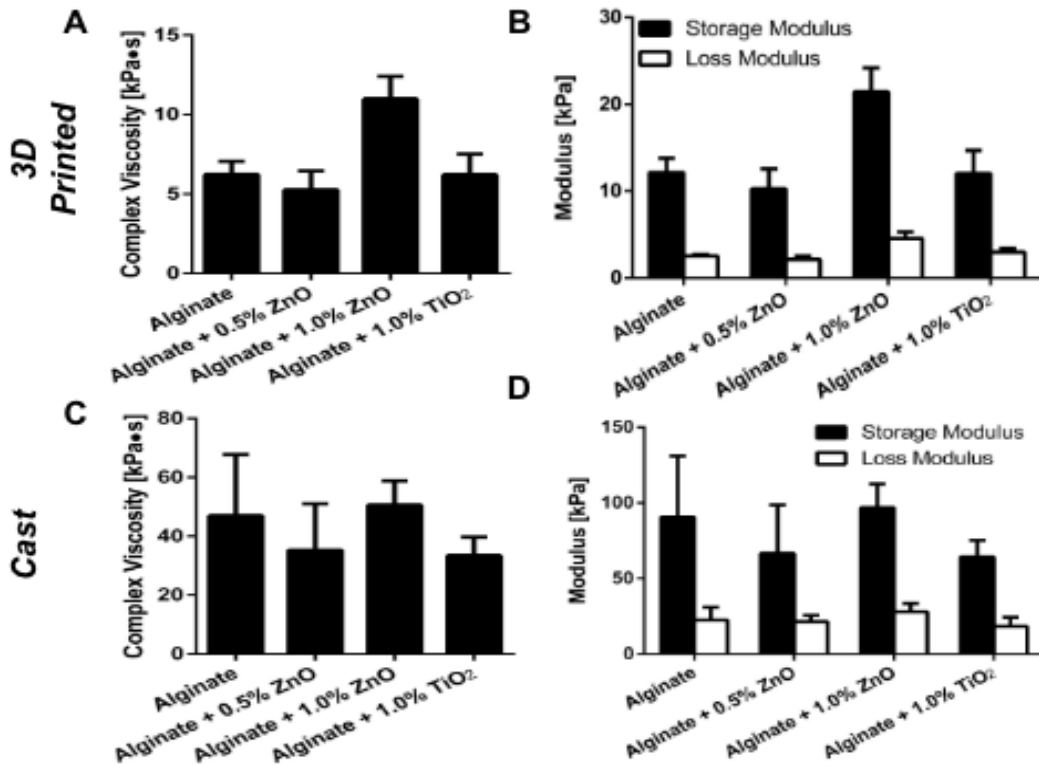 A
3D
Printed
Complex Viscosity [kPa•s]
15
10
5
0
Alginate
Alginate + 0.5% ZnO
Alginate + 1.0% ZnO
Alginate + 1.0% TiO₂
B
Modulus [kPa]
30
20
10
0
Storage Modulus
Loss Modulus
Alginate
Alginate + 0.5% ZnO
Alginate + 1.0% ZnO
Alginate + 1.0% TiO₂
C
Cast
Complex Viscosity [kPa•s]
80
60
40
20
0
Alginate
Alginate + 0.5% ZnO
Alginate + 1.0% ZnO
Alginate + 1.0% TiO₂
D
Modulus [kPa]
150
100
50
0
Storage Modulus
Loss Modulus
Alginate
Alginate + 0.5% ZnO
Alginate + 1.0% ZnO
Alginate + 1.0% TiO₂